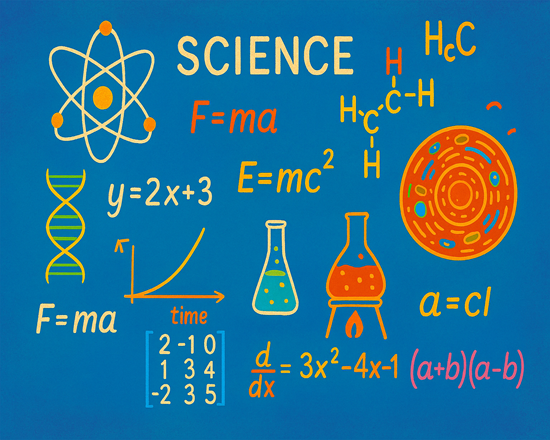 SCIENCE
HcC
H
H C H
C
H
F=ma
E=mc²
y=2x+3
K
time
F=ma
a=cl
2 -1 0
1 3 4
-2 3 5
d/dx = 3x²-4x-1
(a+b)(a-b)